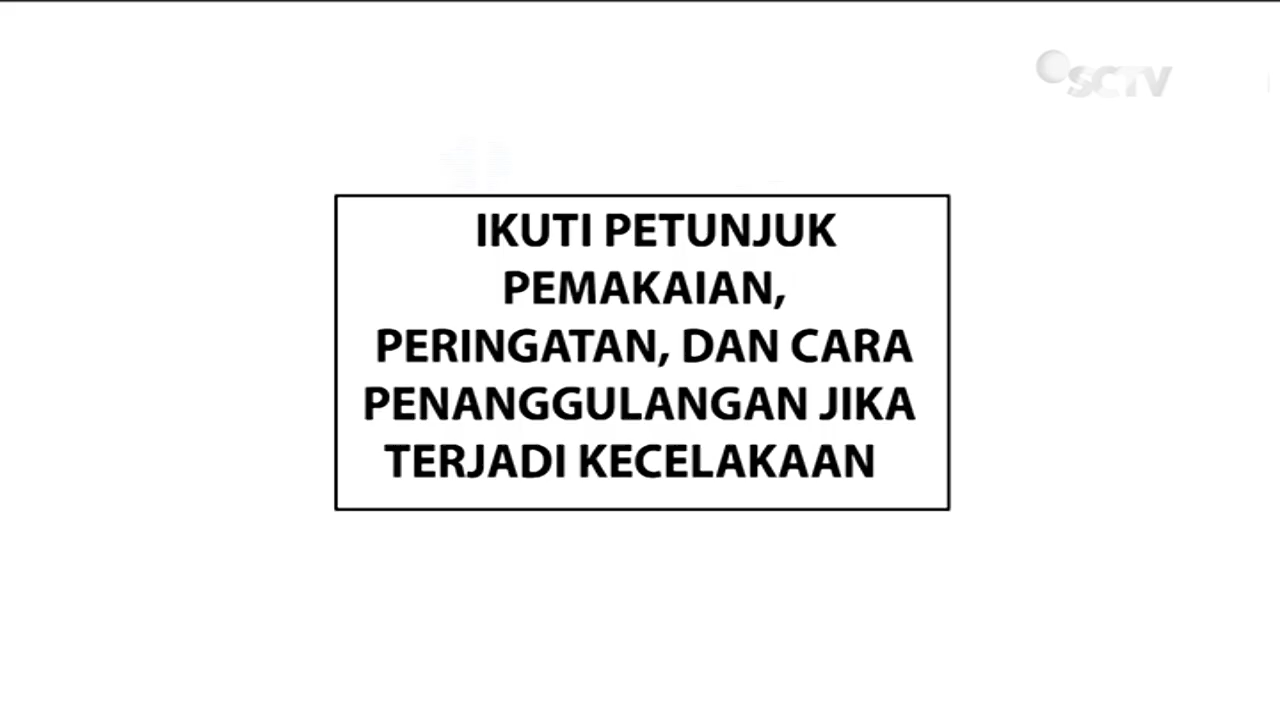 SCTV
IKUTI PETUNJUK
PEMAKAIAN,
PERINGATAN, DAN CARA
PENANGGULANGAN JIKA
TERJADI KECELAKAAN